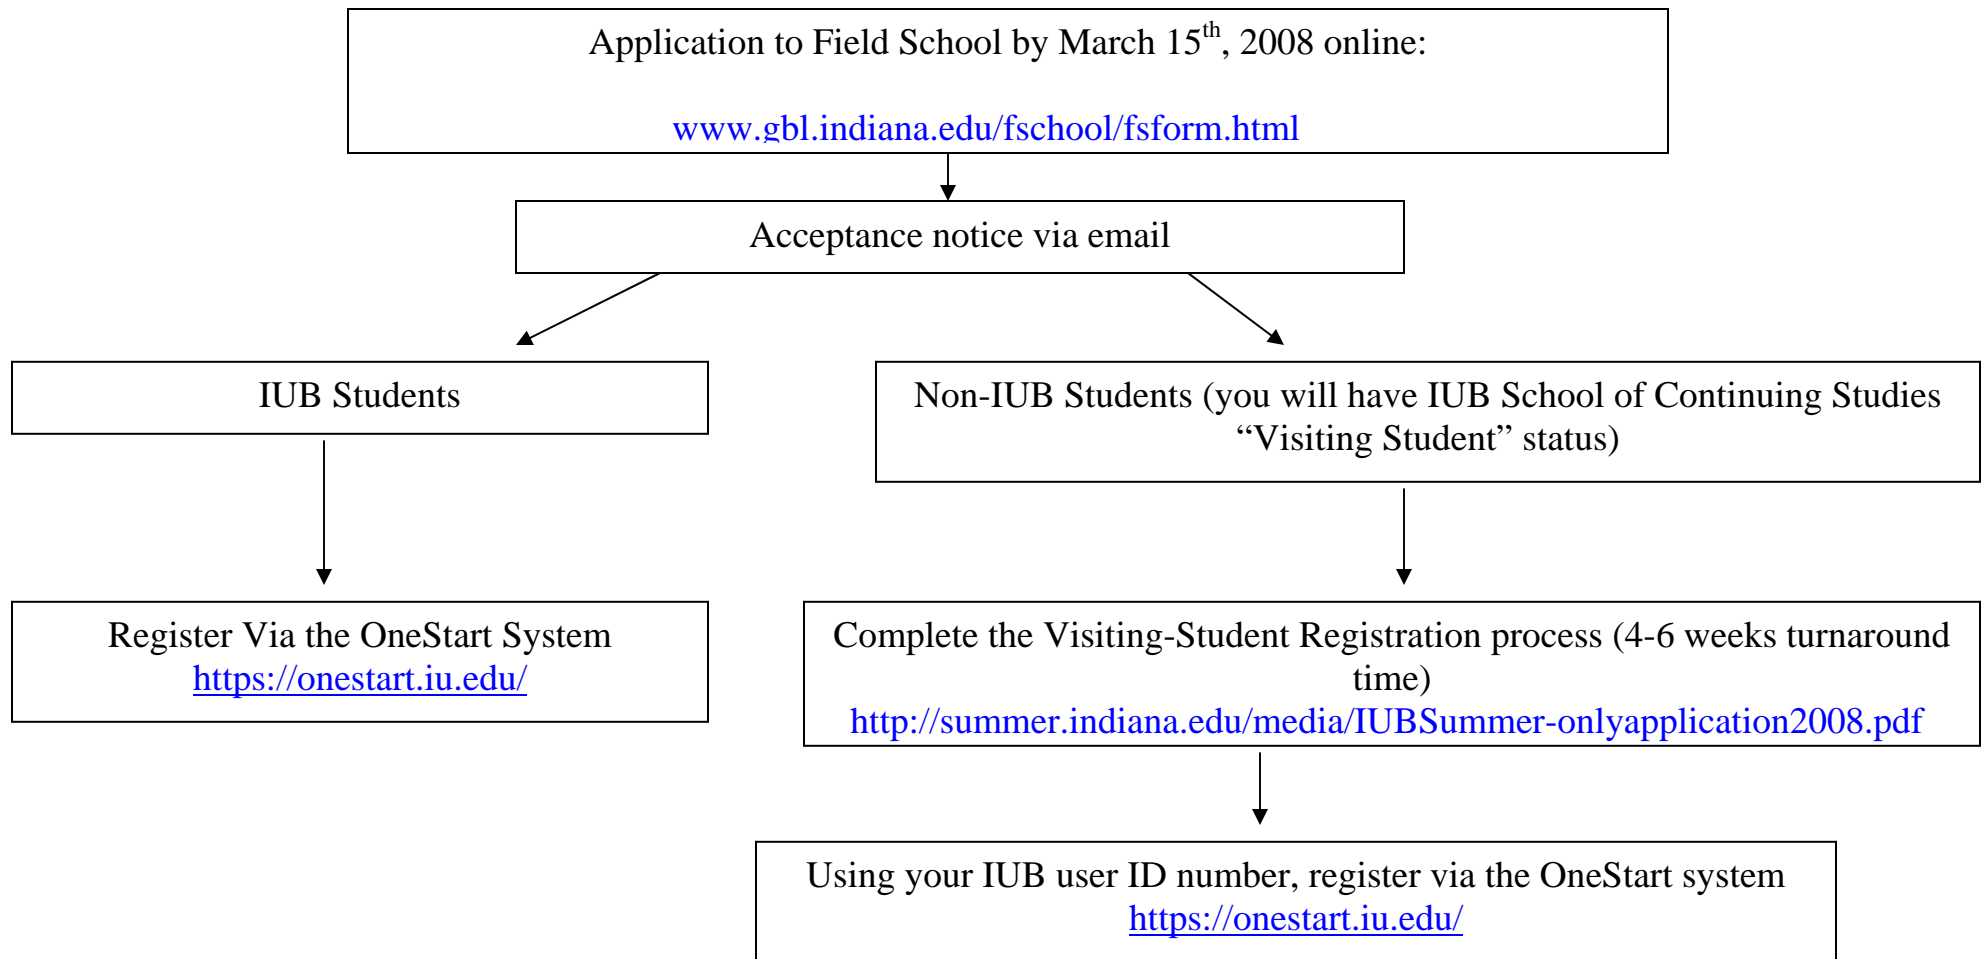 Application to Field School by March 15th, 2008 online:
www.gbl.indiana.edu/fschool/fsform.html
Acceptance notice via email
IUB Students
Non-IUB Students (you will have IUB School of Continuing Studies
“Visiting Student” status)
Register Via the OneStart System
https://onestart.iu.edu/
Complete the Visiting-Student Registration process (4-6 weeks turnaround
time)
http://summer.indiana.edu/media/IUBSummer-onlyapplication2008.pdf
Using your IUB user ID number, register via the OneStart system
https://onestart.iu.edu/